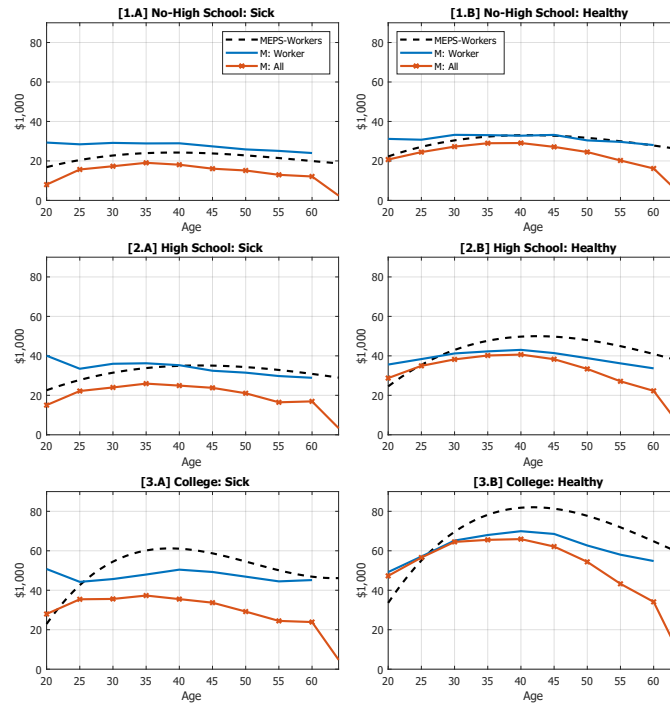 [1.A] No-High School: Sick
80
60
40
20
0
$1,000
MEPS-Workers
M: Worker
M: All
20 25 30 35 40 45 50 55 60
Age
[1.B] No-High School: Healthy
80
60
40
20
0
$1,000
MEPS-Workers
M: Worker
M: All
20 25 30 35 40 45 50 55 60
Age
[2.A] High School: Sick
80
60
40
20
0
$1,000
20 25 30 35 40 45 50 55 60
Age
[2.B] High School: Healthy
80
60
40
20
0
$1,000
20 25 30 35 40 45 50 55 60
Age
[3.A] College: Sick
80
60
40
20
0
$1,000
20 25 30 35 40 45 50 55 60
Age
[3.B] College: Healthy
80
60
40
20
0
$1,000
20 25 30 35 40 45 50 55 60
Age